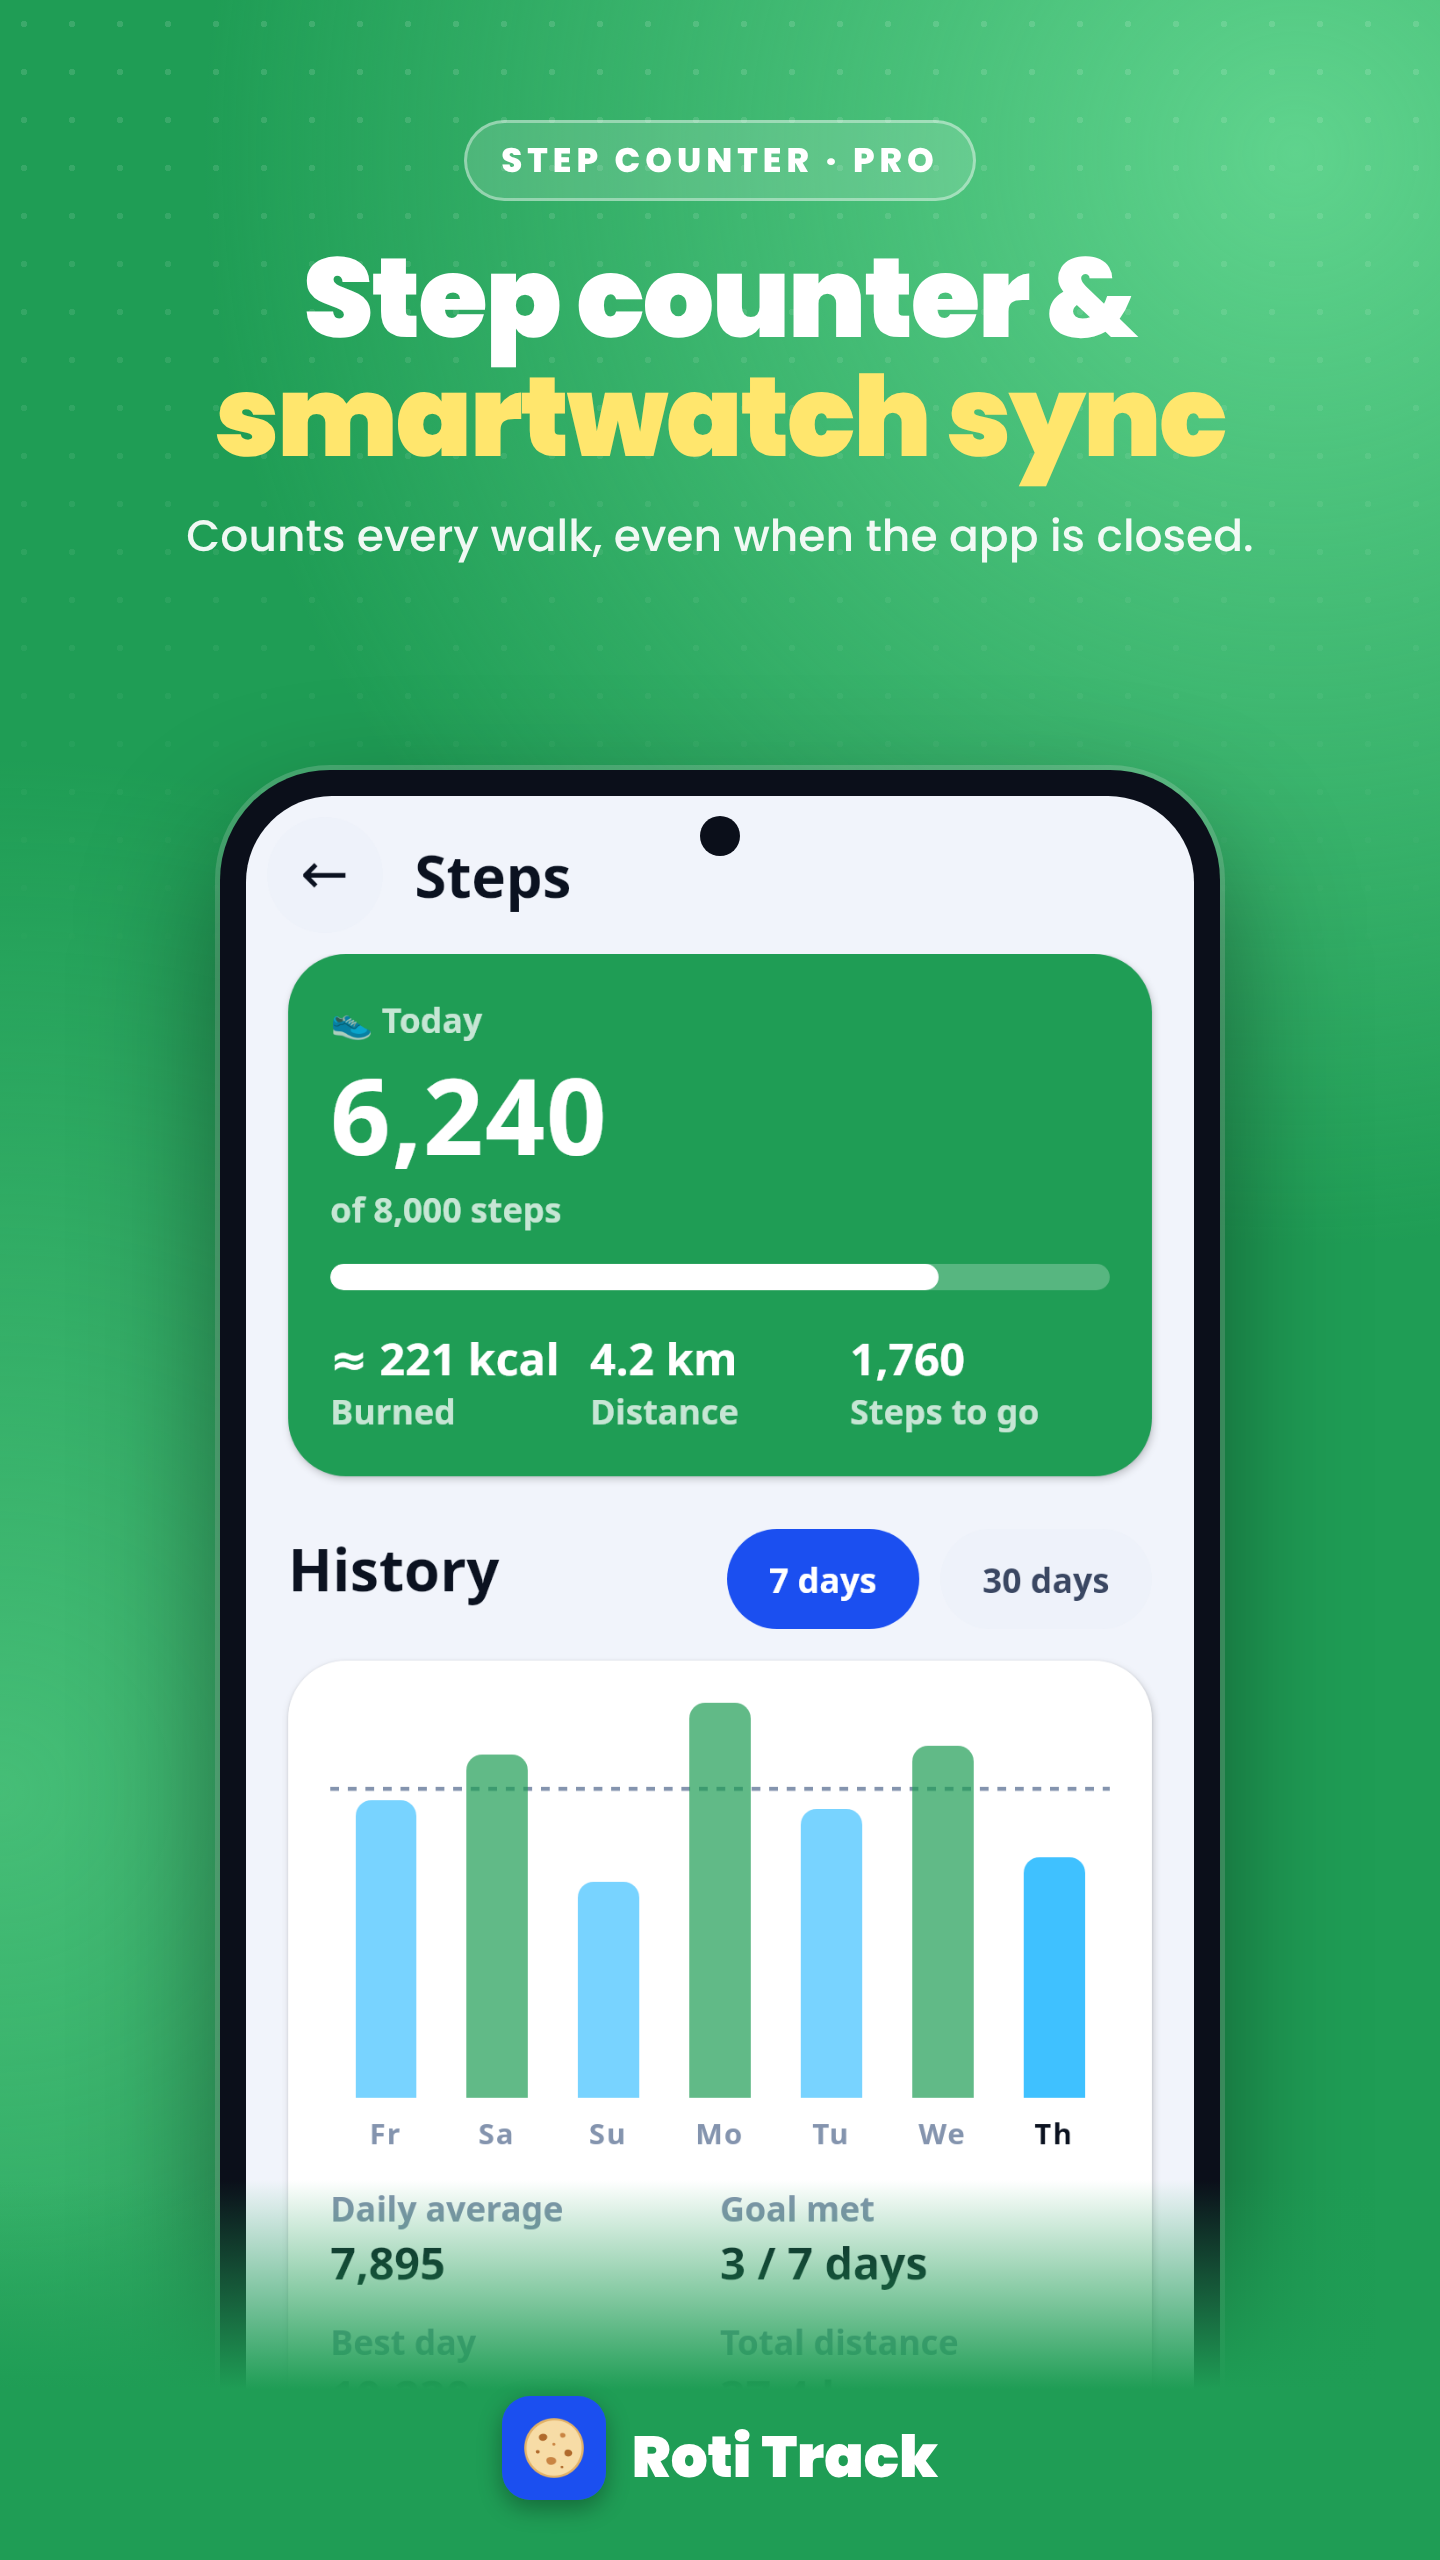 STEP COUNTER · PRO
Step counter &
smartwatch sync
Counts every walk, even when the app is closed.
← Steps
Today
6,240
of 8,000 steps
≈ 221 kcal 4.2 km 1,760
Burned Distance Steps to go
History 7 days 30 days
Fr Sa Su Mo Tu We Th
Daily average Goal met
7,895 3 / 7 days
Best day Total distance
Roti Track